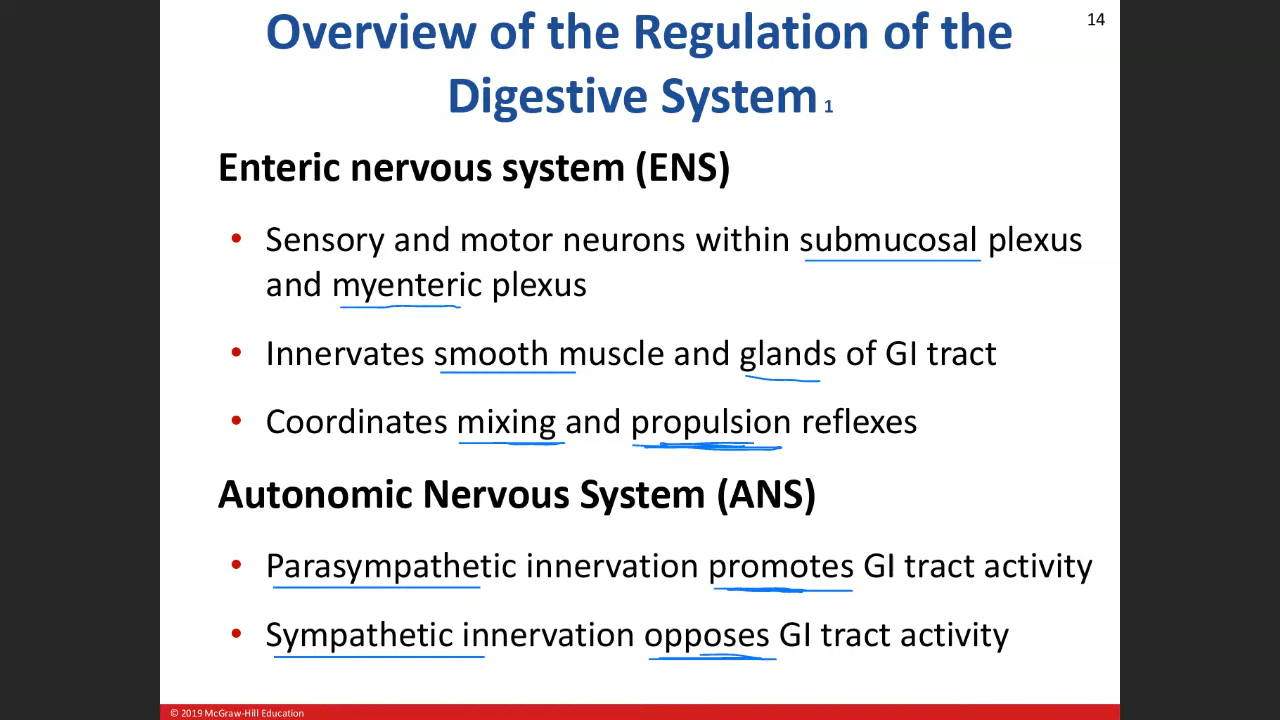 Overview of the Regulation of the
14
Digestive System 1
Enteric nervous system (ENS)
• Sensory and motor neurons within submucosal plexus
and myenteric plexus
• Innervates smooth muscle and glands of GI tract
• Coordinates mixing and propulsion reflexes
Autonomic Nervous System (ANS)
• Parasympathetic innervation promotes GI tract activity
• Sympathetic innervation opposes GI tract activity
© 2019 McGraw-Hill Education